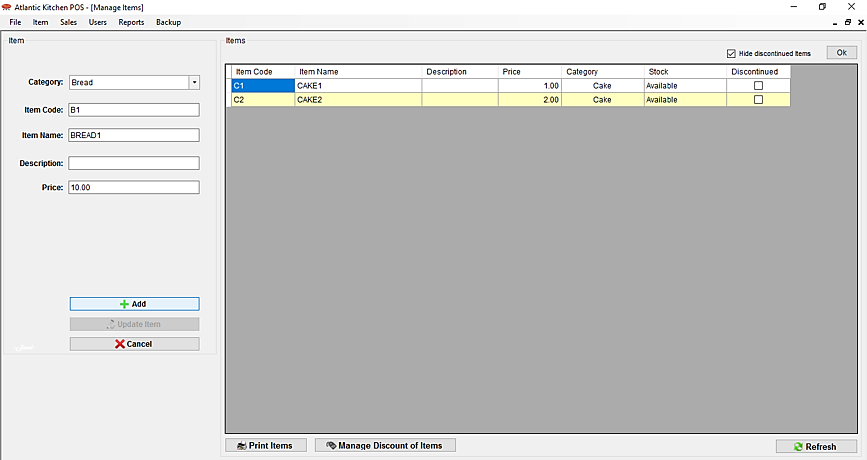 Atlantic Kitchen POS - [Manage Items]
File Item Sales Users Reports Backup
Item
Items
Hide discontinued items
Ok
Category: Bread
Item Code: B1
Item Name: BREAD1
Description:
Price: 10.00
Add
Update Item
Cancel
Item Code Item Name Description Price Category Stock Discontinued
C1 CAKE1 1.00 Cake Available
C2 CAKE2 2.00 Cake Available
Print Items
Manage Discount of Items
Refresh